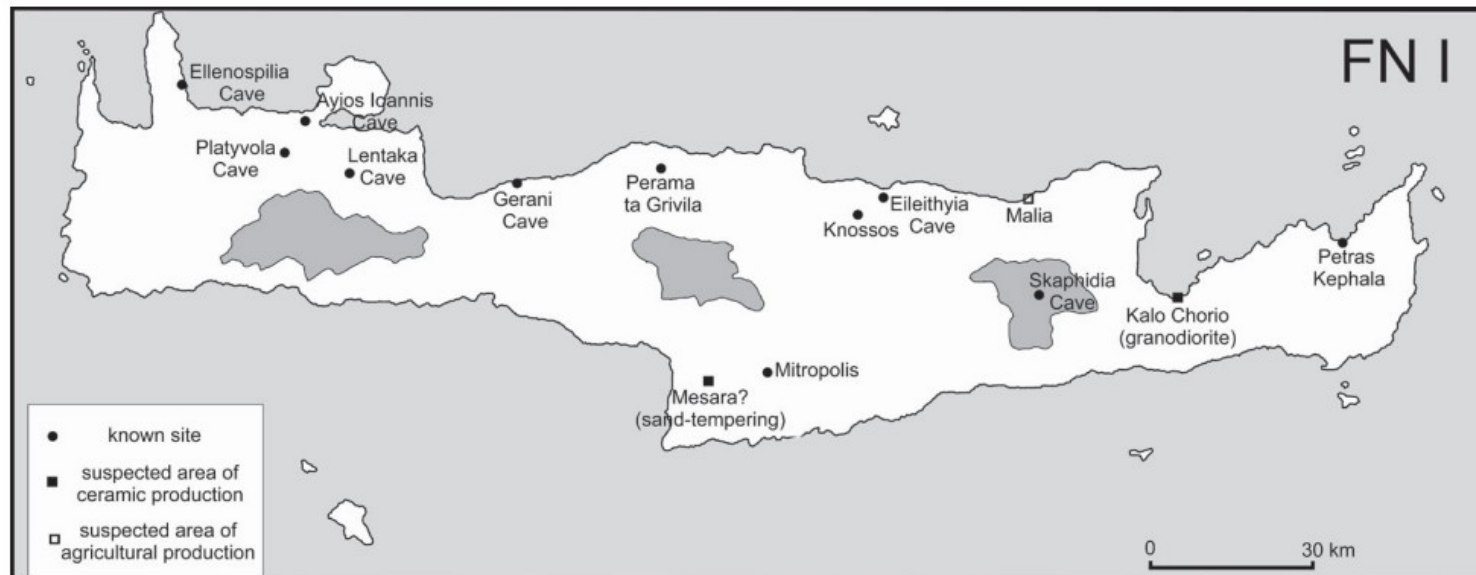 FN I
Ellenospilia
Cave
Ayios Ioannis
Cave
Platyvola
Cave
Lentaka
Cave
Gerani
Cave
Perama
ta Grivila
Knossos
Eileithyia
Cave
Malia
Skaphidia
Cave
Petras
Kephala
Kalo Chorio
(granodiorite)
Mitropolis
Mesara?
(sand-tempering)
known site
suspected area of
ceramic production
suspected area of
agricultural production
0 30 km